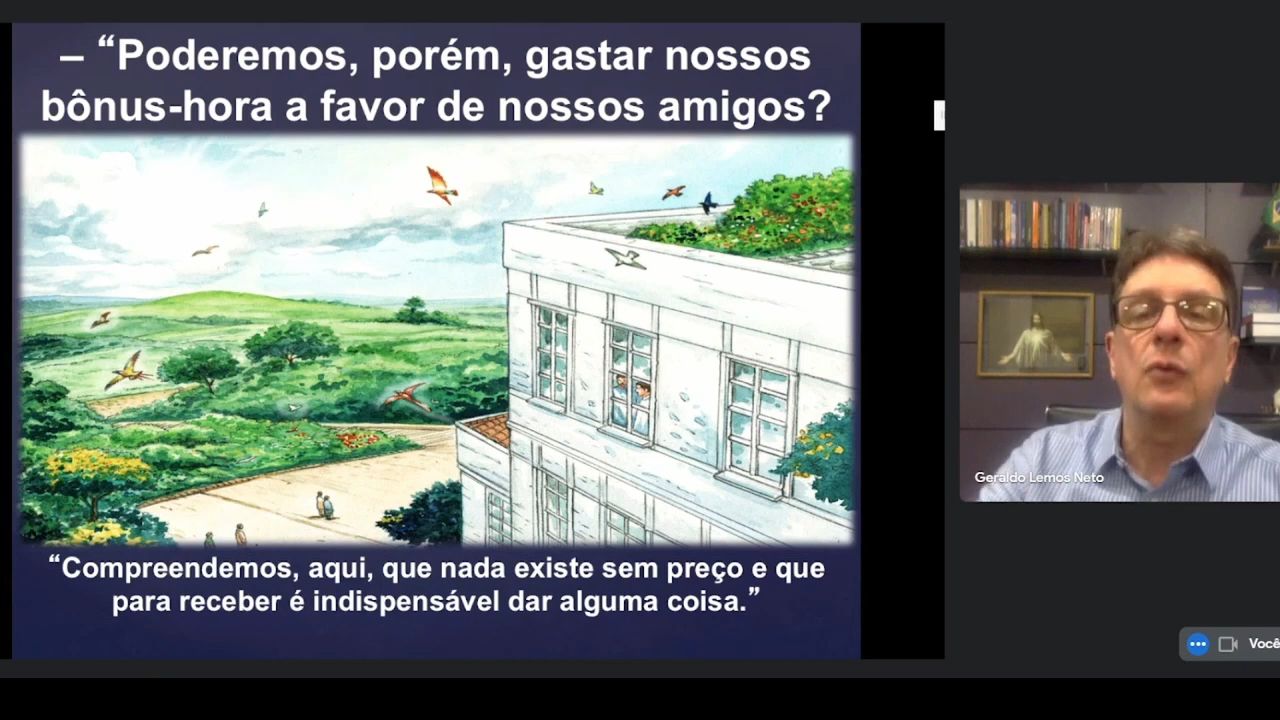 – “Poderemos, porém, gastar nossos
bônus-hora a favor de nossos amigos?
Geraldo Lemos Neto
“Compreendemos, aqui, que nada existe sem preço e que
para receber é indispensável dar alguma coisa.”
Você